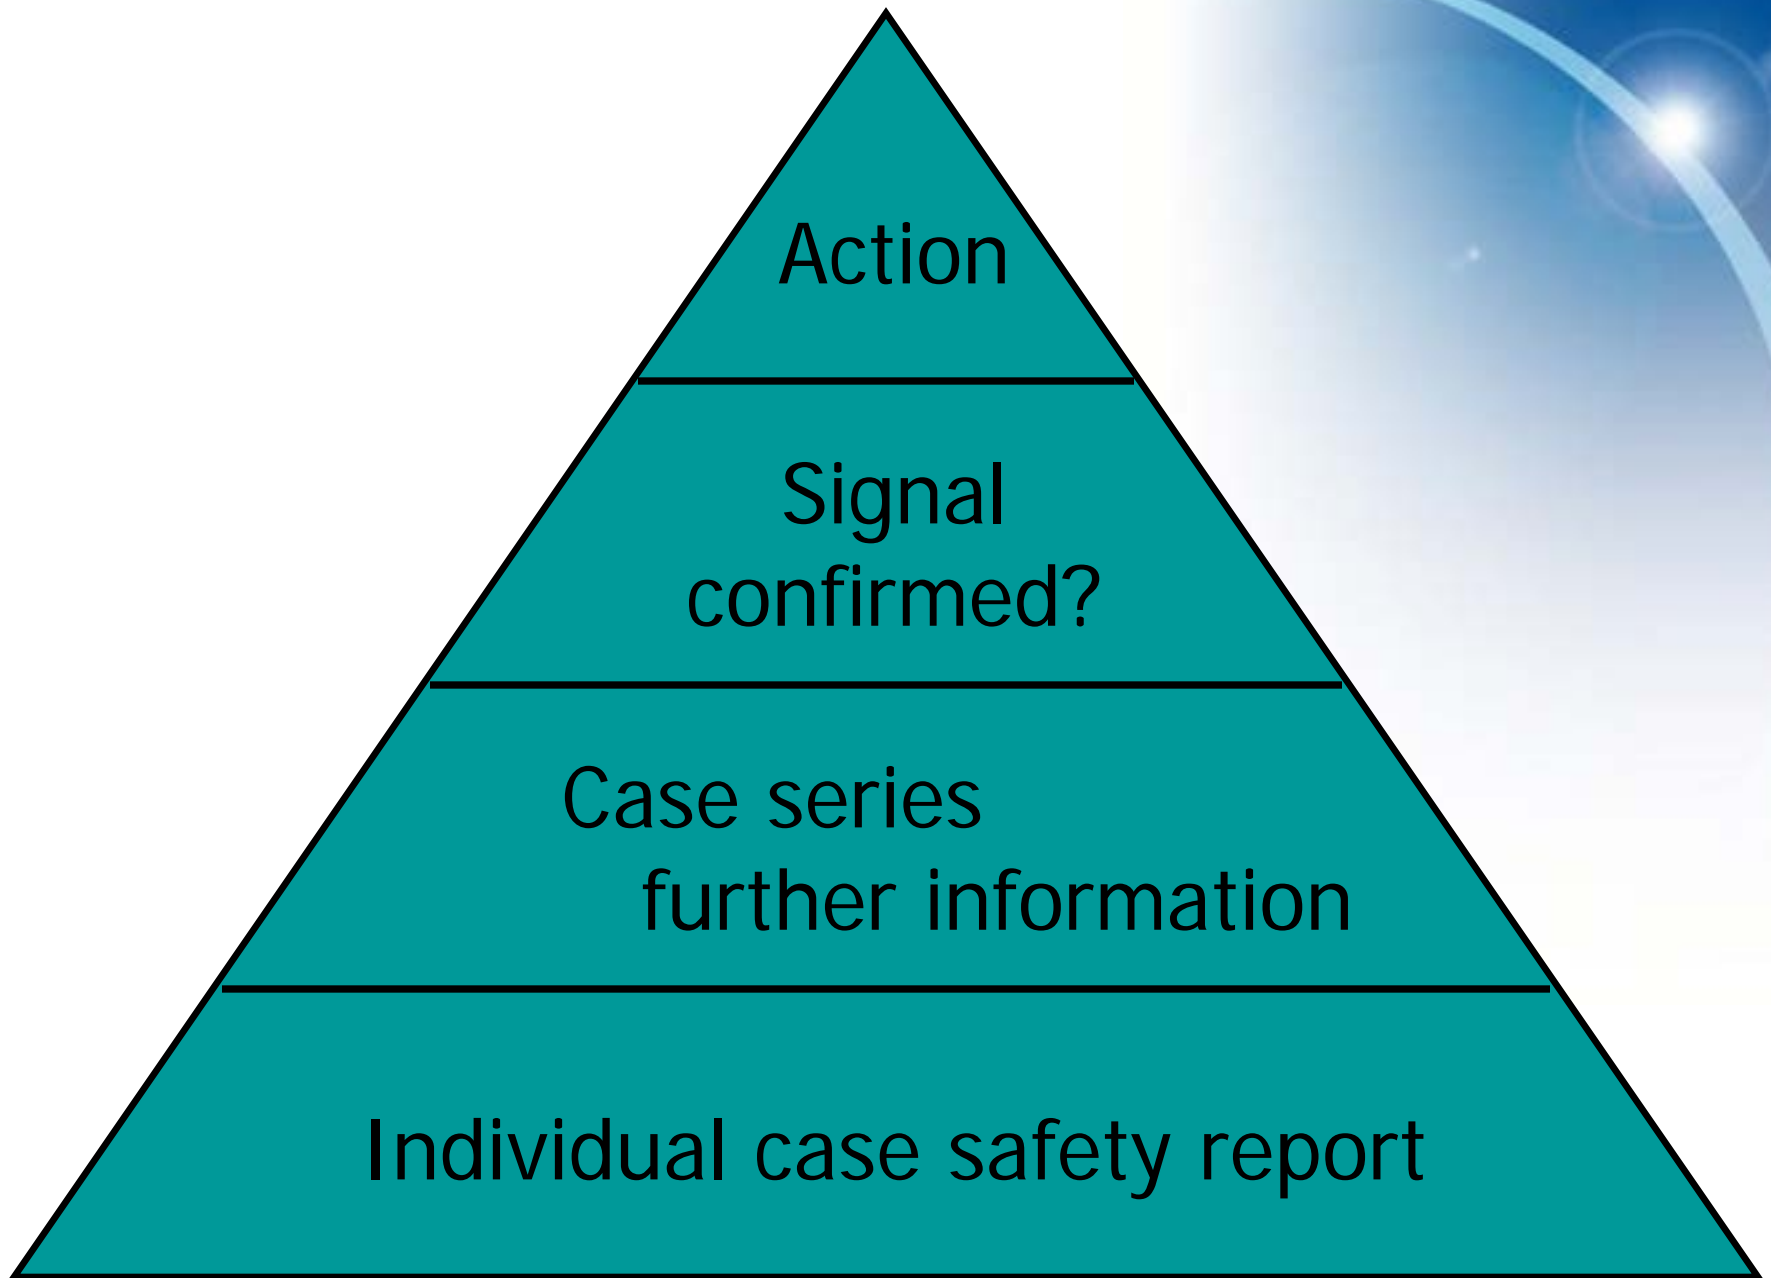 Action
Signal
confirmed?
Case series
further information
Individual case safety report